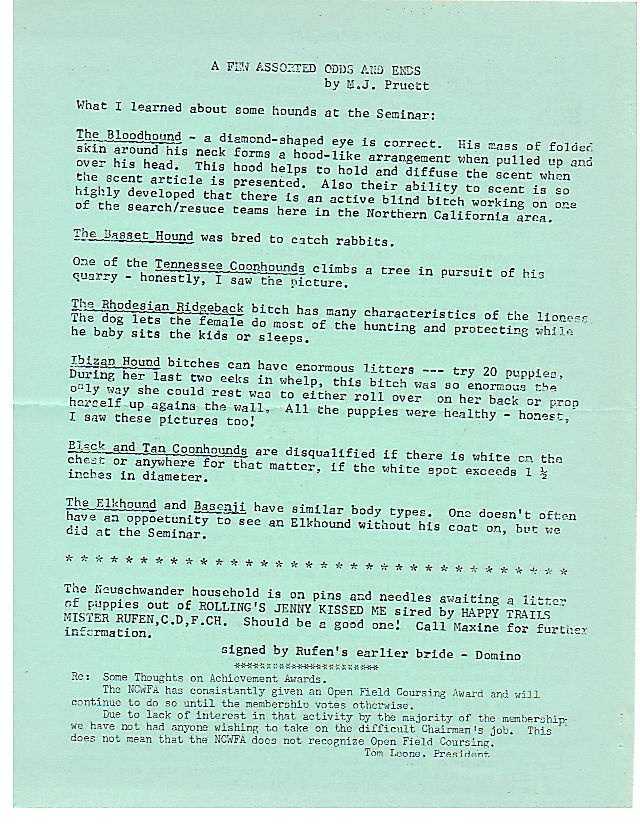 A FEW ASSORTED ODDS AND ENDS
by M.J. Pruett
What I learned about some hounds at the Seminar:
The Bloodhound - a diamond-shaped eye is correct. His mass of folded
skin around his neck forms a hood-like arrangement when pulled up and
over his head. This hood helps to hold and diffuse the scent when
the scent article is presented. Also their ability to scent is so
highly developed that there is an active blind bitch working on one
of the search/resuce teams here in the Northern California area.
The Basset Hound was bred to catch rabbits.
One of the Tennessee Coonhounds climbs a tree in pursuit of his
quarry - honestly, I saw the picture.
The Rhodesian Ridgeback bitch has many characteristics of the lioness.
The dog lets the female do most of the hunting and protecting while
he baby sits the kids or sleeps.
Ibizan Hound bitches can have enormous litters --- try 20 puppies,
During her last two eeks in whelp, this bitch was so enormous the
only way she could rest was to either roll over on her back or prop
herself up agains the wall. All the puppies were healthy - honest,
I saw these pictures too!
Black and Tan Coonhounds are disqualified if there is white on the
chest or anywhere for that matter, if the white spot exceeds 1 ½
inches in diameter.
The Elkhound and Basenji have similar body types. One doesn't often
have an oppoetunity to see an Elkhound without his coat on, but we
did at the Seminar.
* * * * * * * * * * * * * * * * * * * * * * * * * * * * * * * * * *
The Neuschwander household is on pins and needles awaiting a litter
of puppies out of ROLLING'S JENNY KISSED ME sired by HAPPY TRAILS
MISTER RUFEN,C.D,F.CH. Should be a good one! Call Maxine for further
information.
signed by Rufen's earlier bride - Domino
************************
Re: Some Thoughts on Achievement Awards.
The NCWFA has consistantly given an Open Field Coursing Award and will
continue to do so until the membership votes otherwise.
Due to lack of interest in that activity by the majority of the membership
we have not had anyone wishing to take on the difficult Chairman's job. This
does not mean that the NCWFA does not recognize Open Field Coursing.
Tom Loone, President